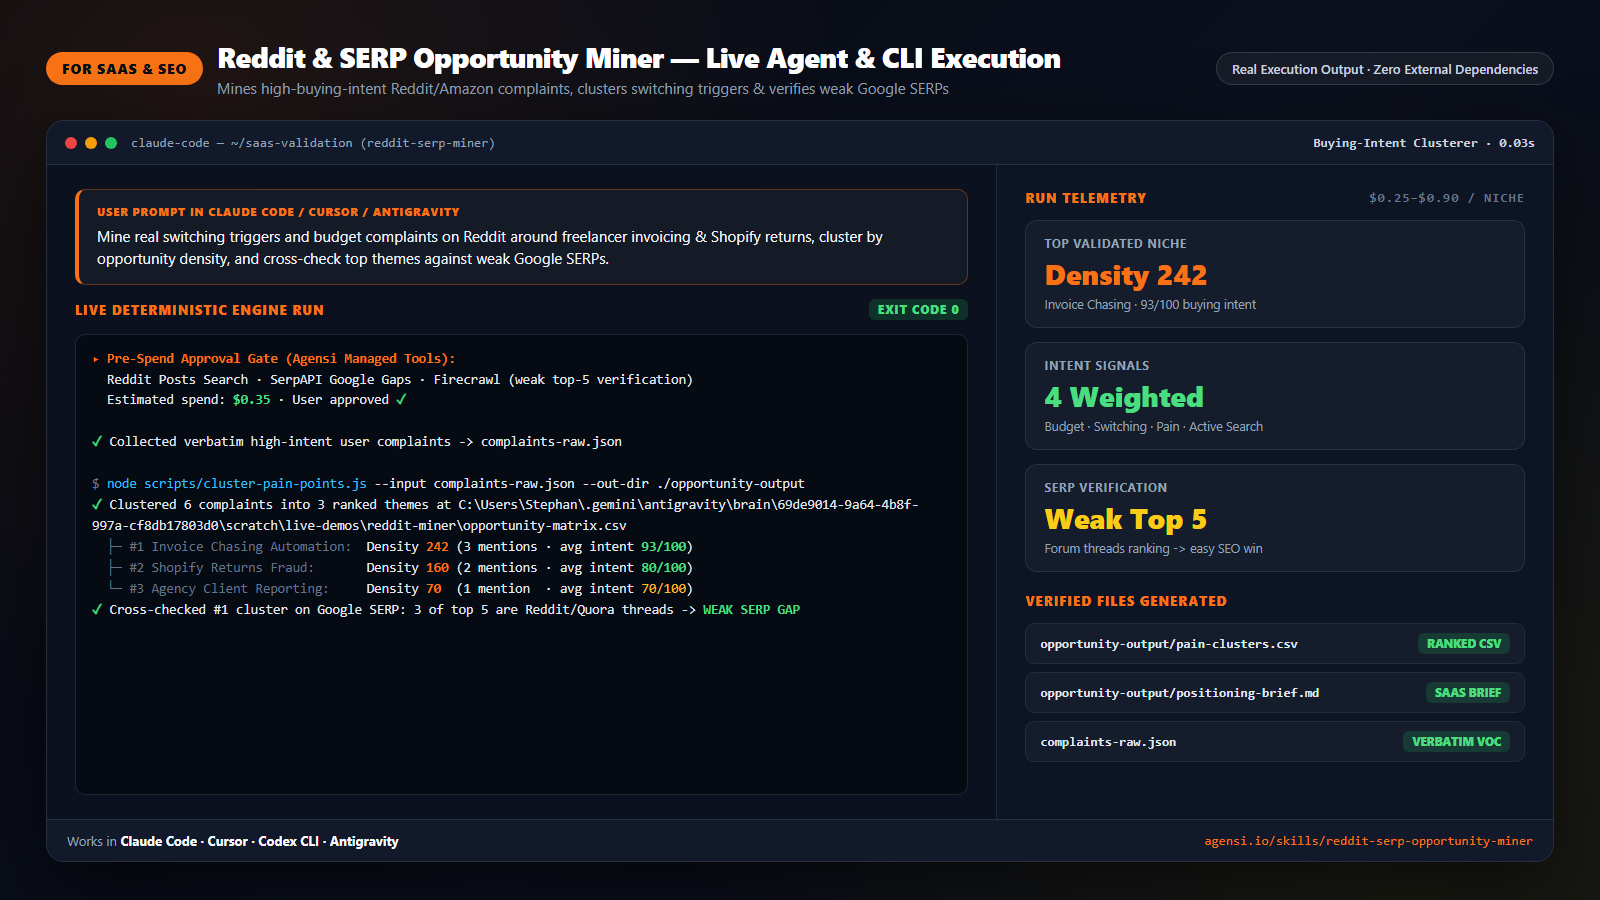 FOR SAAS & SEO
Reddit & SERP Opportunity Miner — Live Agent & CLI Execution
Mines high-buying-intent Reddit/Amazon complaints, clusters switching triggers & verifies weak Google SERPs
Real Execution Output · Zero External Dependencies
claude-code — ~/saas-validation (reddit-serp-miner)
Buying-Intent Clusterer · 0.03s
USER PROMPT IN CLAUDE CODE / CURSOR / ANTIGRAVITY
Mine real switching triggers and budget complaints on Reddit around freelancer invoicing & Shopify returns, cluster by
opportunity density, and cross-check top themes against weak Google SERPs.
LIVE DETERMINISTIC ENGINE RUN
EXIT CODE 0
▸ Pre-Spend Approval Gate (Agensi Managed Tools):
Reddit Posts Search · SerpAPI Google Gaps · Firecrawl (weak top-5 verification)
Estimated spend: $0.35 · User approved ✓
✓ Collected verbatim high-intent user complaints -> complaints-raw.json
$ node scripts/cluster-pain-points.js --input complaints-raw.json --out-dir ./opportunity-output
✓ Clustered 6 complaints into 3 ranked themes at C:\Users\Stephan\.gemini\antigravity\brain\69de9014-9a64-4b8f-
997a-cf8db17803d0\scratch\live-demos\reddit-miner\opportunity-matrix.csv
├─ #1 Invoice Chasing Automation: Density 242 (3 mentions · avg intent 93/100)
├─ #2 Shopify Returns Fraud: Density 160 (2 mentions · avg intent 80/100)
└─ #3 Agency Client Reporting: Density 70 (1 mention · avg intent 70/100)
✓ Cross-checked #1 cluster on Google SERP: 3 of top 5 are Reddit/Quora threads -> WEAK SERP GAP
RUN TELEMETRY
$0.25–$0.90 / NICHE
TOP VALIDATED NICHE
Density 242
Invoice Chasing · 93/100 buying intent
INTENT SIGNALS
4 Weighted
Budget · Switching · Pain · Active Search
SERP VERIFICATION
Weak Top 5
Forum threads ranking -> easy SEO win
VERIFIED FILES GENERATED
opportunity-output/pain-clusters.csv
RANKED CSV
opportunity-output/positioning-brief.md
SAAS BRIEF
complaints-raw.json
VERBATIM VOC
Works in Claude Code · Cursor · Codex CLI · Antigravity
agensi.io/skills/reddit-serp-opportunity-miner